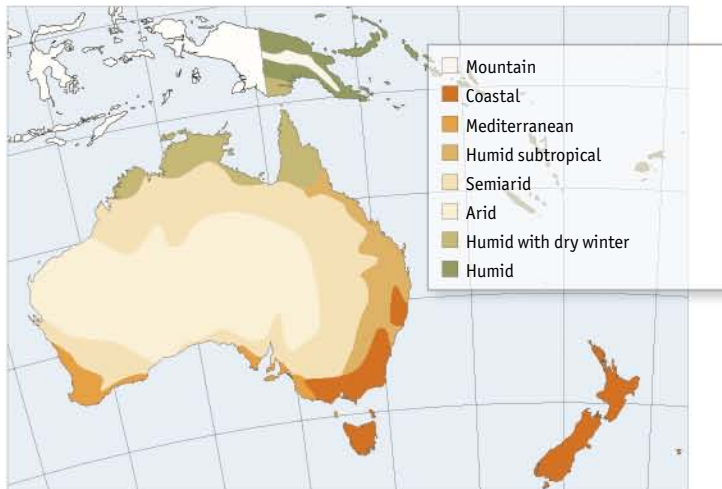 Mountain
Coastal
Mediterranean
Humid subtropical
Semiarid
Arid
Humid with dry winter
Humid